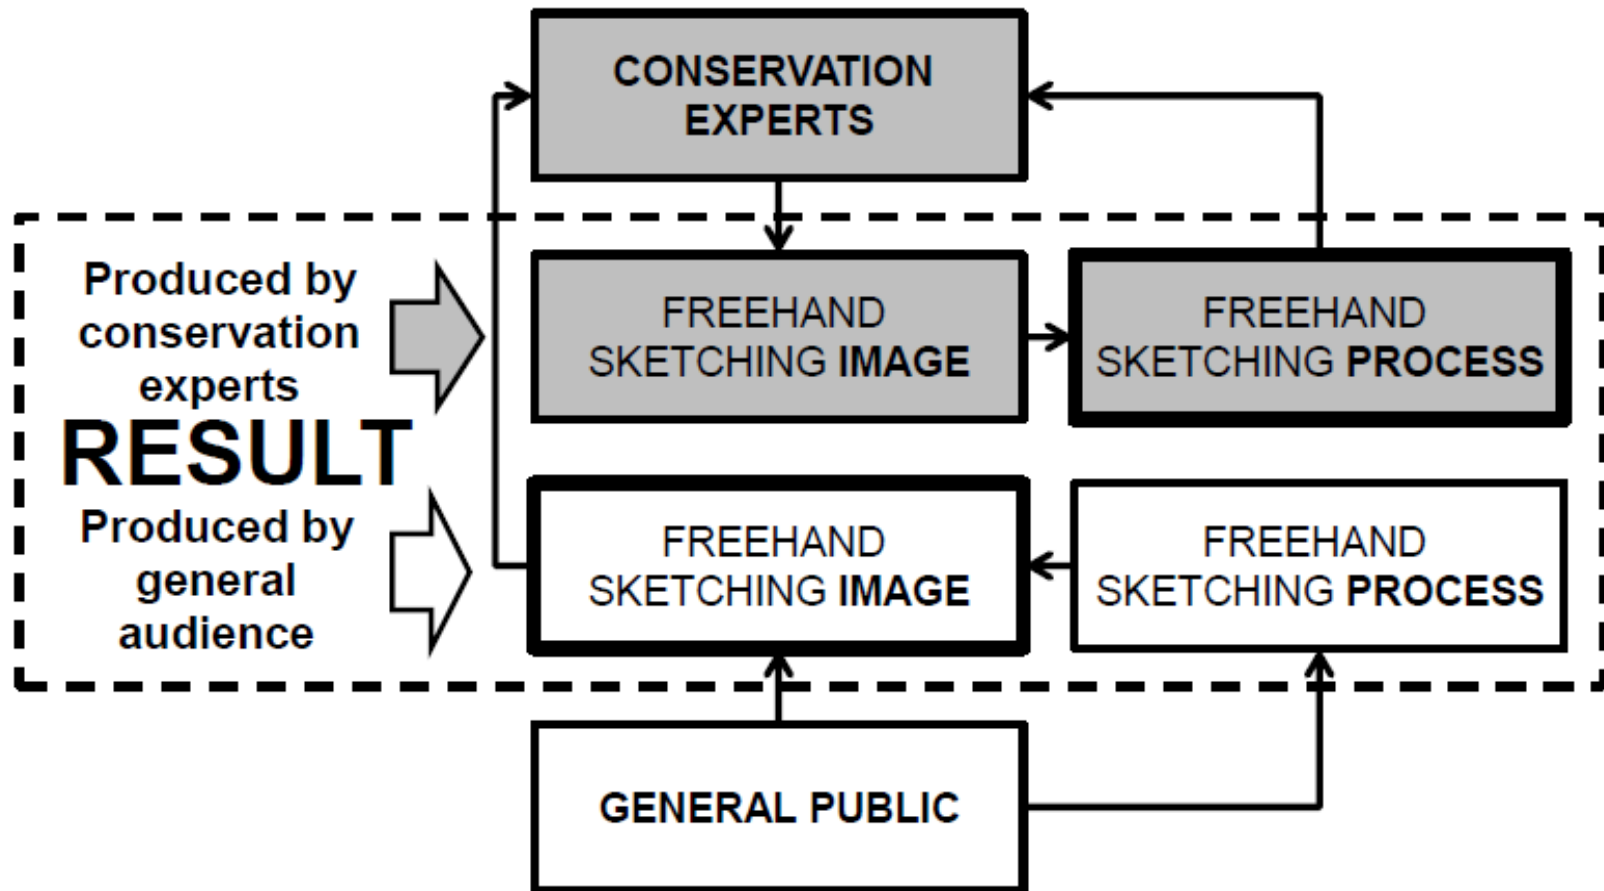 CONSERVATION
EXPERTS
Produced by
conservation
experts
FREEHAND
SKETCHING IMAGE
FREEHAND
SKETCHING PROCESS
RESULT
Produced by
general
audience
FREEHAND
SKETCHING IMAGE
FREEHAND
SKETCHING PROCESS
GENERAL PUBLIC